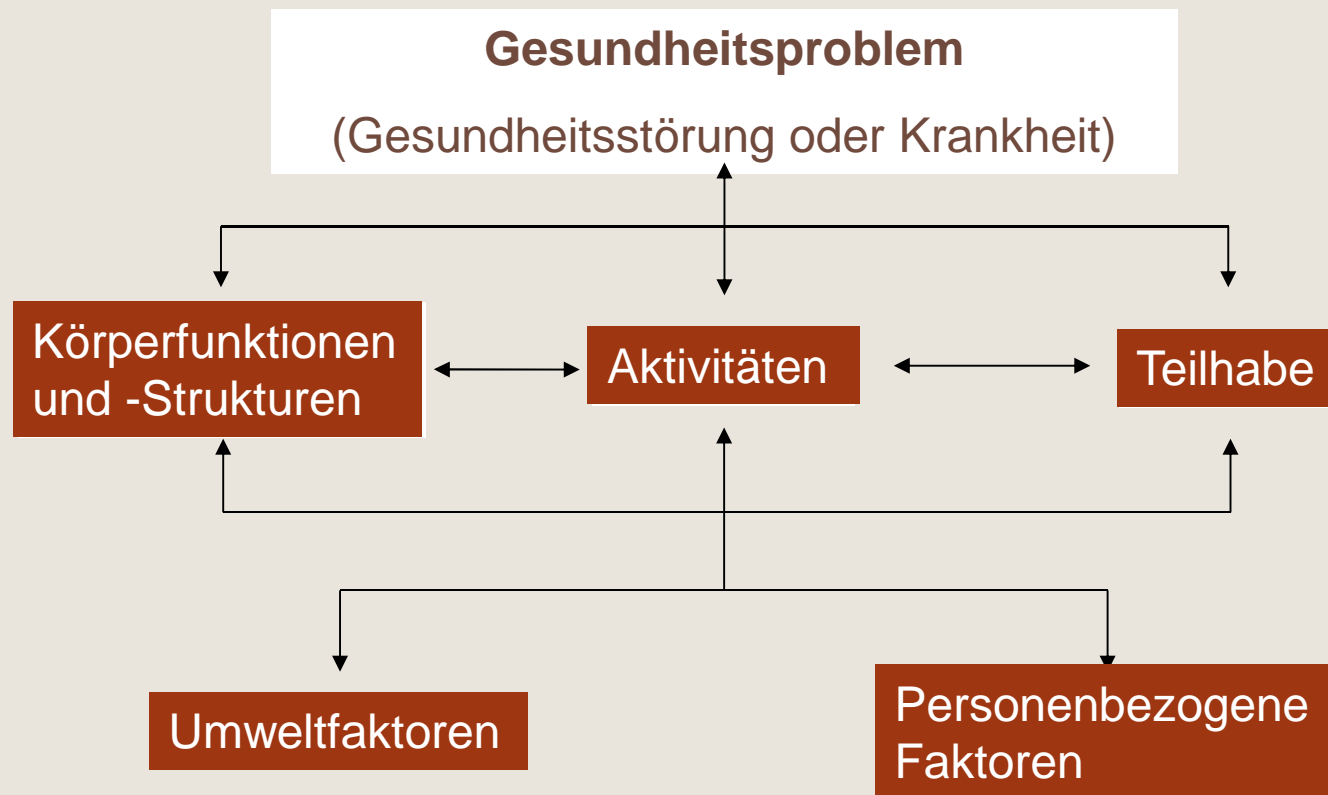 Gesundheitsproblem
(Gesundheitsstörung oder Krankheit)
Körperfunktionen
und -Strukturen
Aktivitäten
Teilhabe
Umweltfaktoren
Personenbezogene
Faktoren